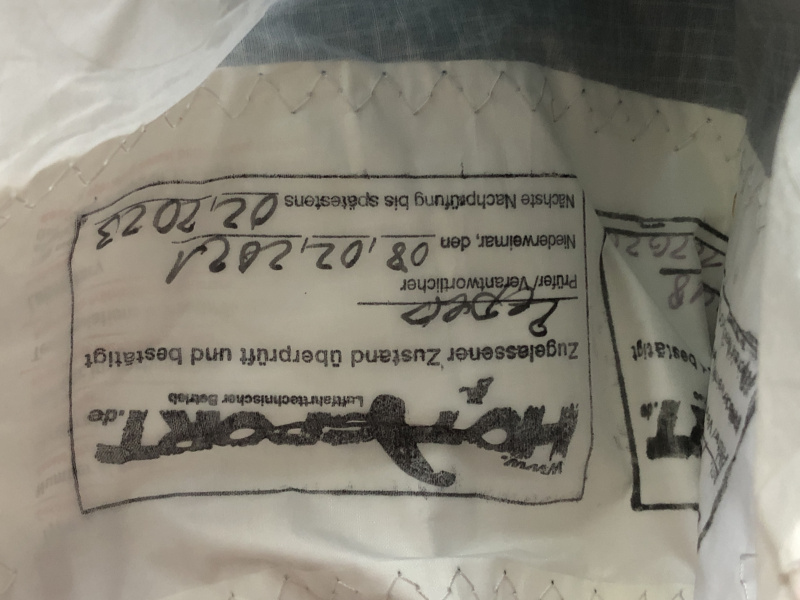 www.
HOT SPORT.de
Luftfahrttechnischer Betrieb
Zugelassener Zustand überprüft und bestätigt
Prüfer/Verantwortlicher
Niederweimar, den 08.02.2021
Nächste Nachprüfung bis spätestens 02.2023
bestätigt